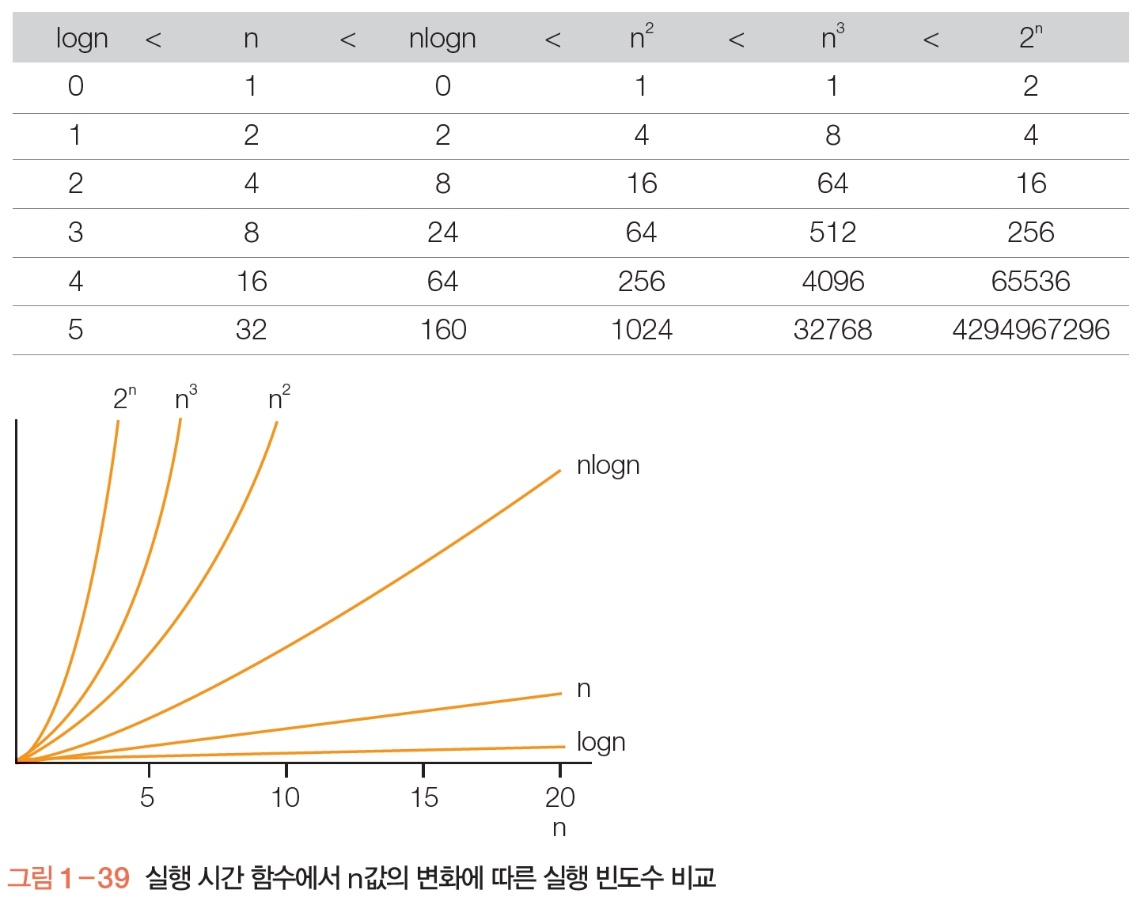 logn < n < nlogn < n² < n³ < 2ⁿ
0 1 0 1 1 2
1 2 2 4 8 4
2 4 8 16 64 16
3 8 24 64 512 256
4 16 64 256 4096 65536
5 32 160 1024 32768 4294967296
2ⁿ n³ n²
nlogn
n
logn
5 10 15 20
n
그림 1-39 실행 시간 함수에서 n값의 변화에 따른 실행 빈도수 비교